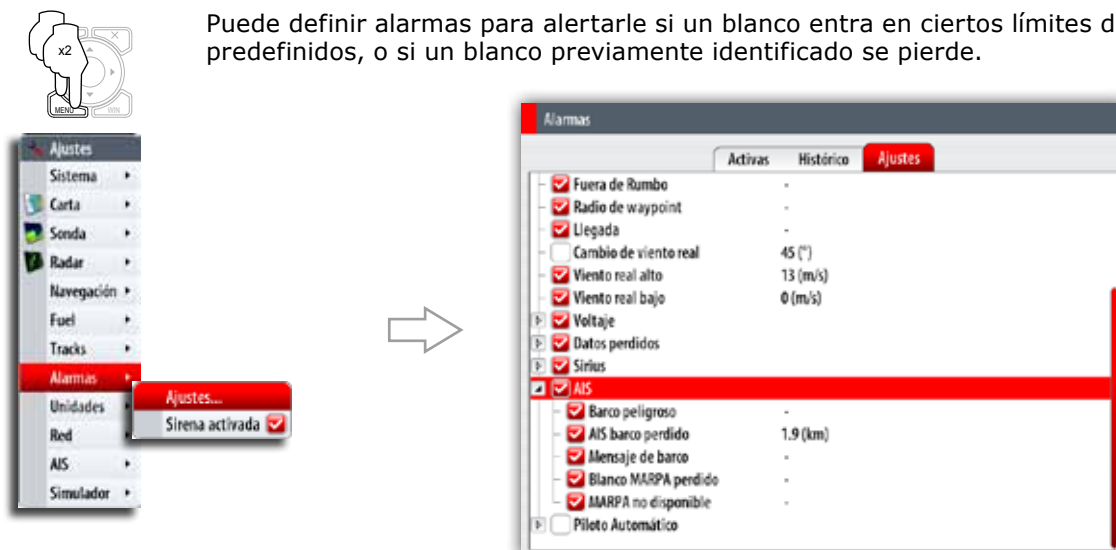 Puede definir alarmas para alertarle si un blanco entra en ciertos límites d
predefinidos, o si un blanco previamente identificado se pierde.
x2
MENU
WIN
Ajustes
Sistema
Carta
Sonda
Radar
Navegación
Fuel
Tracks
Alarmas
Unidades
Red
AIS
Simulador
Ajustes...
Sirena activada
Alarmas
Activas Histórico Ajustes
Fuera de Rumbo -
Radio de waypoint -
Llegada -
Cambio de viento real 45 (°)
Viento real alto 13 (m/s)
Viento real bajo 0 (m/s)
Voltaje
Datos perdidos
Sirius
AIS
Barco peligroso -
AIS barco perdido 1.9 (km)
Mensaje de barco -
Blanco MARPA perdido -
MARPA no disponible -
Piloto Automático